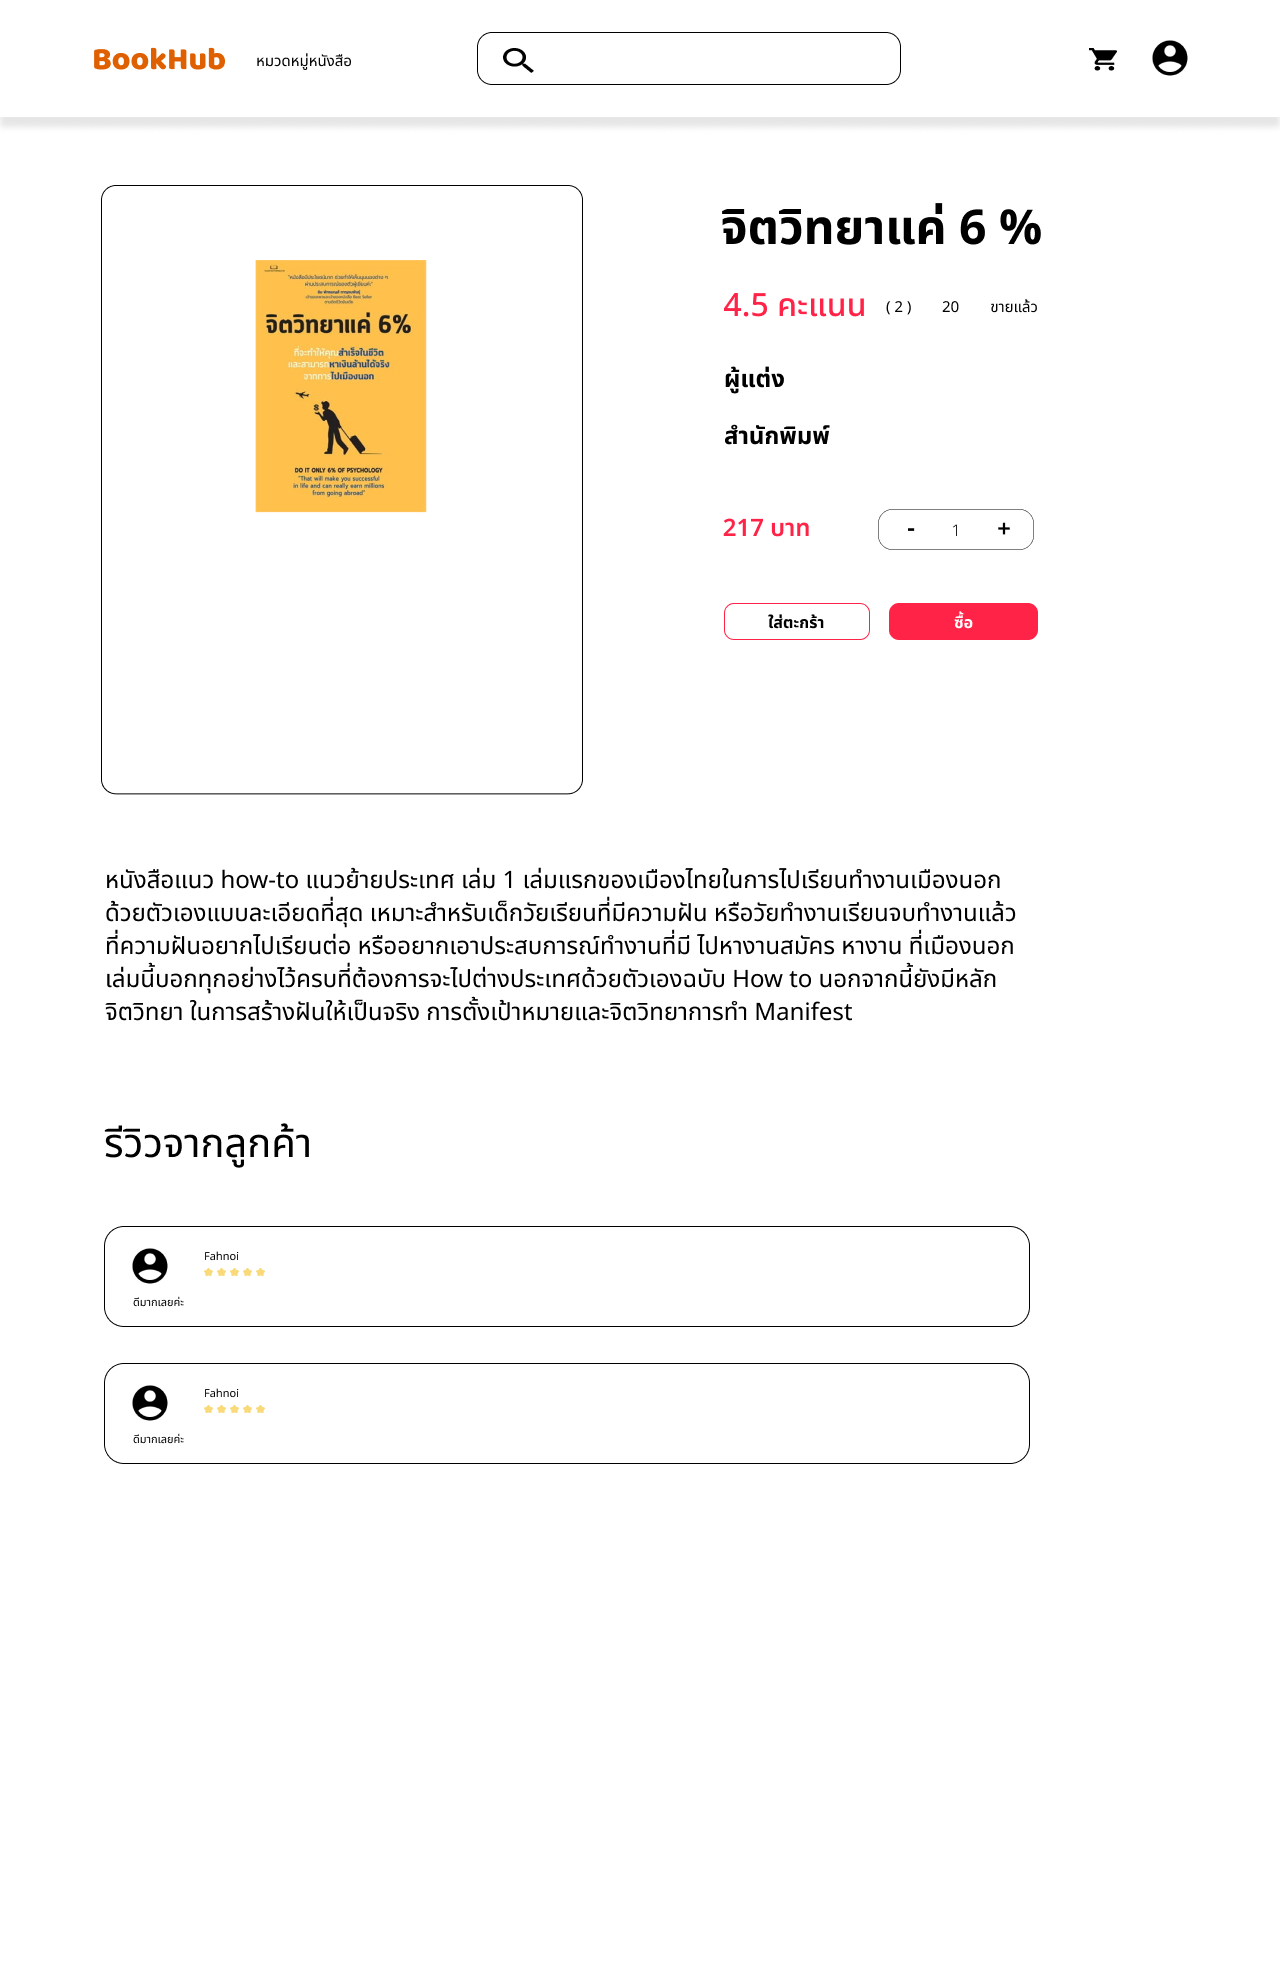 BookHub
หมวดหมู่หนังสือ
จิตวิทยาแค่ 6%
ที่จะทำให้คุณ สำเร็จในชีวิต
และสามารถหาเงินล้านได้จริง
จากการไปเมืองนอก
DO IT ONLY 6% OF PSYCHOLOGY
"That will make you successful
in life and can really earn millions
from going abroad"
จิตวิทยาแค่ 6 %
4.5 คะแนน ( 2 ) 20 ขายแล้ว
ผู้แต่ง
สำนักพิมพ์
217 บาท - 1 +
ใส่ตะกร้า ซื้อ
หนังสือแนว how-to แนวย้ายประเทศ เล่ม 1 เล่มแรกของเมืองไทยในการไปเรียนทำงานเมืองนอก
ด้วยตัวเองแบบละเอียดที่สุด เหมาะสำหรับเด็กวัยเรียนที่มีความฝัน หรือวัยทำงานเรียนจบทำงานแล้ว
ที่ความฝันอยากไปเรียนต่อ หรืออยากเอาประสบการณ์ทำงานที่มี ไปหางานสมัคร หางาน ที่เมืองนอก
เล่มนี้บอกทุกอย่างไว้ครบที่ต้องการจะไปต่างประเทศด้วยตัวเองฉบับ How to นอกจากนี้ยังมีหลัก
จิตวิทยา ในการสร้างฝันให้เป็นจริง การตั้งเป้าหมายและจิตวิทยาการทำ Manifest
รีวิวจากลูกค้า
Fahnoi
ดีมากเลยค่ะ
Fahnoi
ดีมากเลยค่ะ